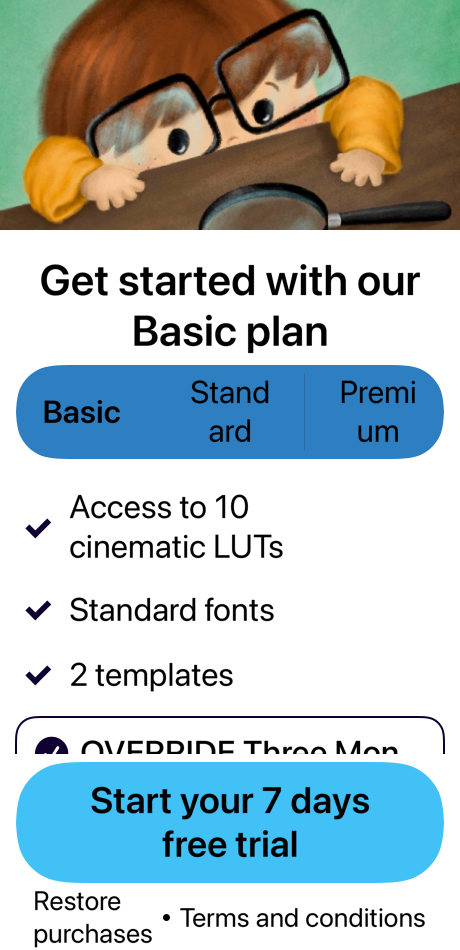 Get started with our
Basic plan
Basic
Stand
ard
Premi
um
Access to 10
cinematic LUTs
Standard fonts
2 templates
OVERRIDE Three Mon
Start your 7 days
free trial
Restore
purchases
• Terms and conditions